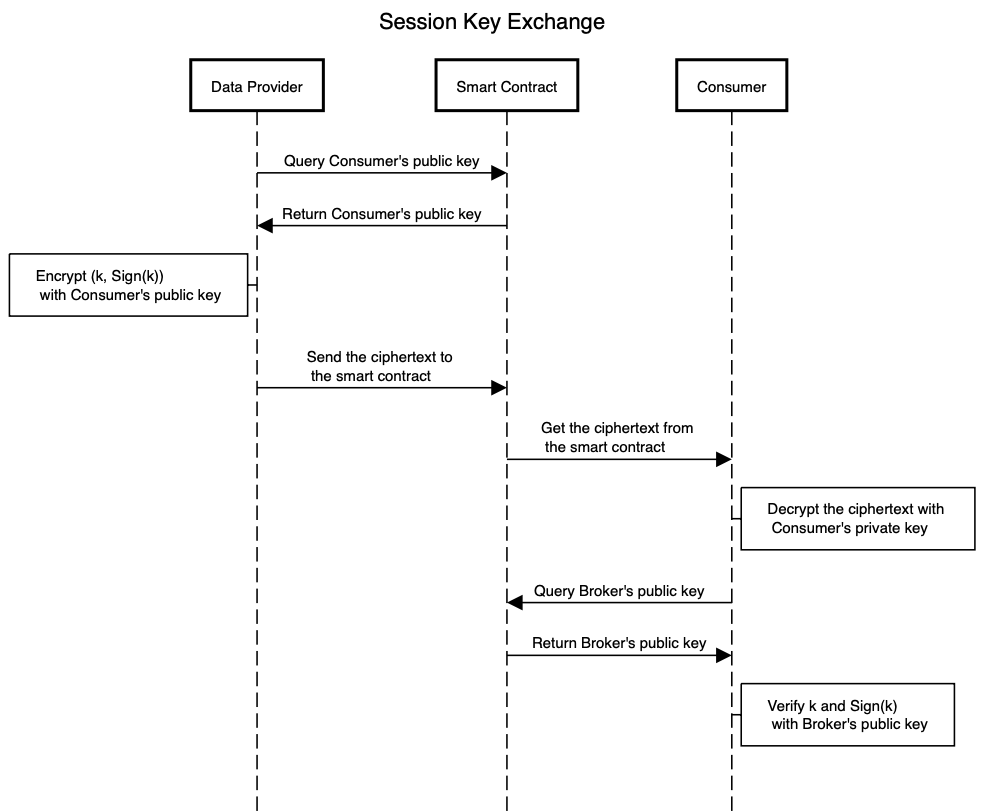 Session Key Exchange
Data Provider
Smart Contract
Consumer
Query Consumer's public key
Return Consumer's public key
Encrypt (k, Sign(k))
with Consumer's public key
Send the ciphertext to
the smart contract
Get the ciphertext from
the smart contract
Decrypt the ciphertext with
Consumer's private key
Query Broker's public key
Return Broker's public key
Verify k and Sign(k)
with Broker's public key